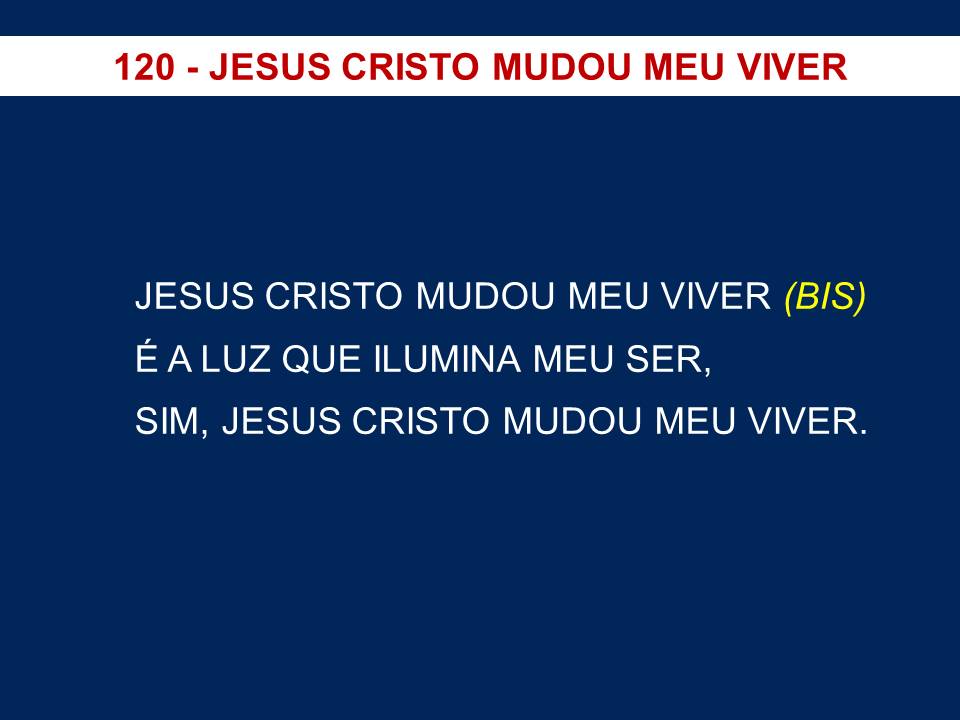 120 - JESUS CRISTO MUDOU MEU VIVER
JESUS CRISTO MUDOU MEU VIVER (BIS)
É A LUZ QUE ILUMINA MEU SER,
SIM, JESUS CRISTO MUDOU MEU VIVER.